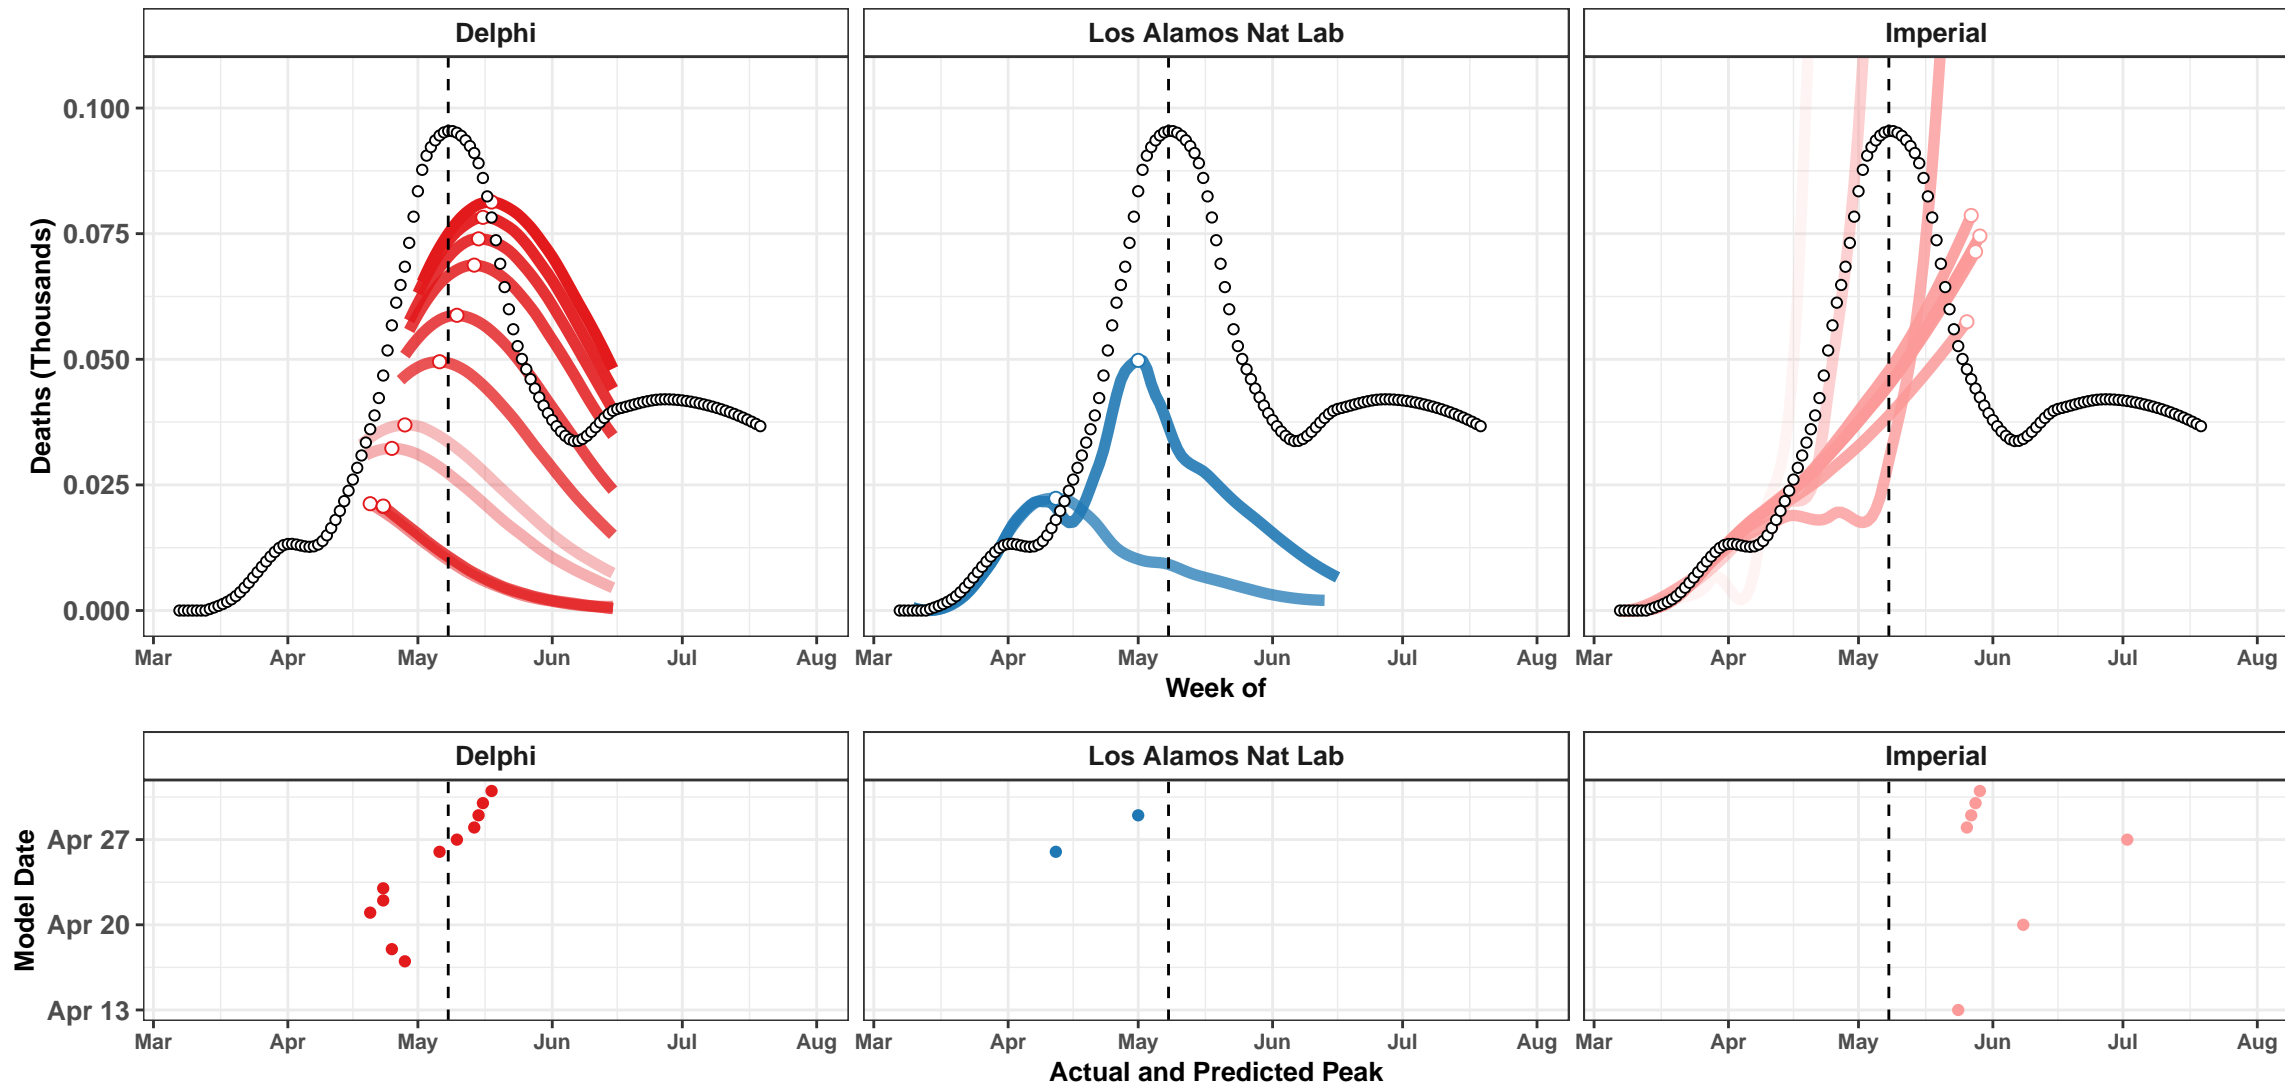 Delphi Los Alamos Nat Lab Imperial
Deaths (Thousands)
0.100
0.075
0.050
0.025
0.000
Mar Apr May Jun Jul Aug Mar Apr May Jun Jul Aug Mar Apr May Jun Jul Aug
Week of
Delphi Los Alamos Nat Lab Imperial
Model Date
Apr 27
Apr 20
Apr 13
Mar Apr May Jun Jul Aug Mar Apr May Jun Jul Aug Mar Apr May Jun Jul Aug
Actual and Predicted Peak